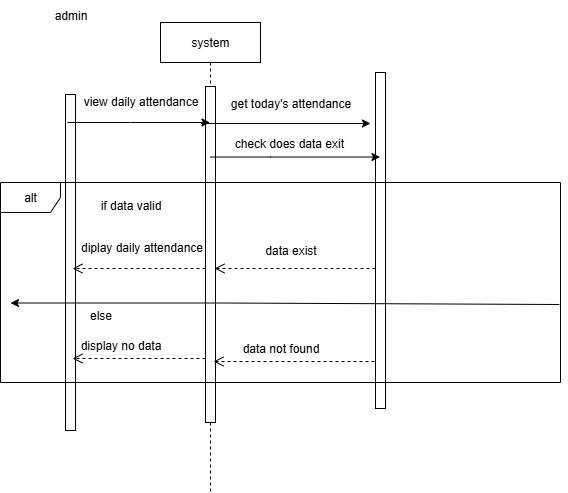 admin
system
view daily attendance
get today's attendance
check does data exit
alt
if data valid
diplay daily attendance
data exist
else
display no data
data not found